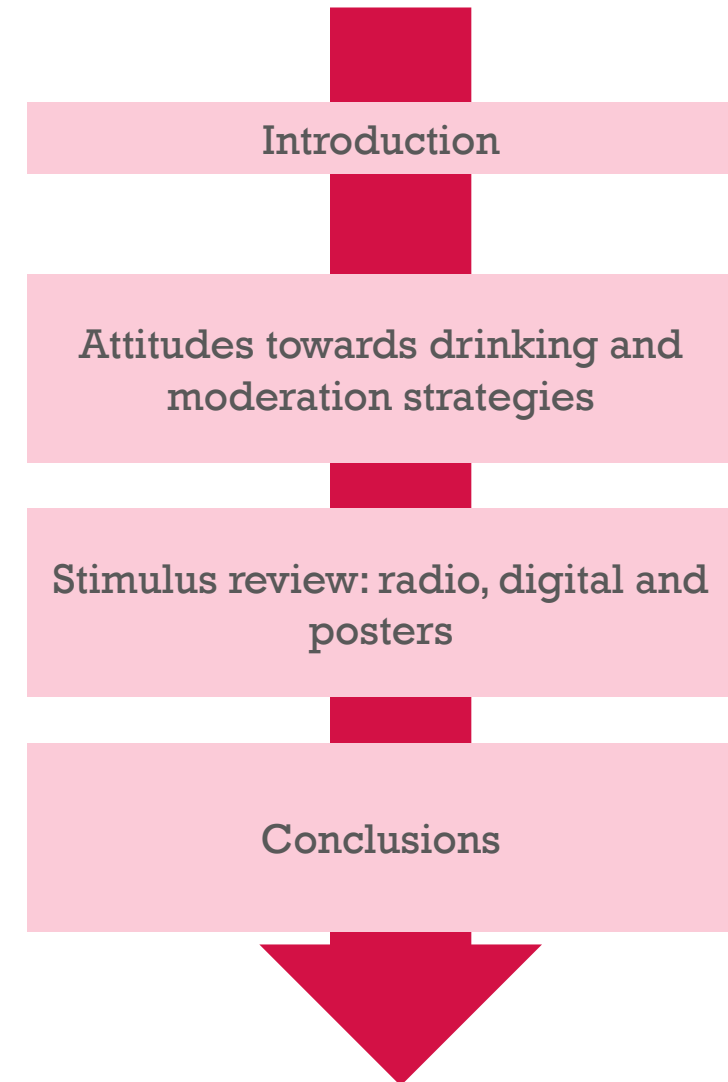 Introduction
Attitudes towards drinking and
moderation strategies
Stimulus review: radio, digital and
posters
Conclusions